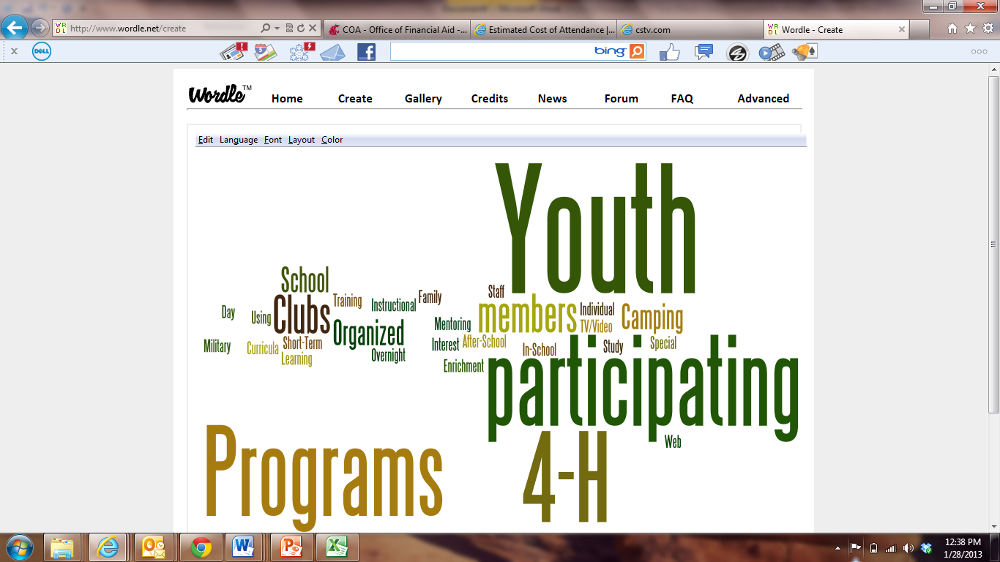 http://www.wordle.net/create
COA - Office of Financial Aid -...
Estimated Cost of Attendance |...
cstv.com
Wordle - Create
DELL
bing
Wordle™
Home Create Gallery Credits News Forum FAQ Advanced
Edit Language Font Layout Color
Youth
School
Staff
Family
Training
Clubs
Instructional
members
Individual
Camping
Day
Using
Organized
Mentoring
TV/Video
Military
Curricula
Short-Term
Interest
After-School
In-School
Study
Special
Learning
Overnight
Enrichment
participating
Web
Programs
4-H
12:38 PM
1/28/2013